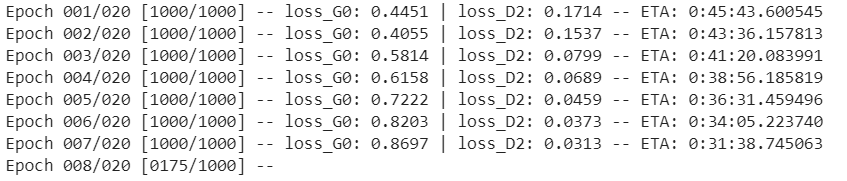 Epoch 001/020 [1000/1000] -- loss_G0: 0.4451 | loss_D2: 0.1714 -- ETA: 0:45:43.600545
Epoch 002/020 [1000/1000] -- loss_G0: 0.4055 | loss_D2: 0.1537 -- ETA: 0:43:36.157813
Epoch 003/020 [1000/1000] -- loss_G0: 0.5814 | loss_D2: 0.0799 -- ETA: 0:41:20.083991
Epoch 004/020 [1000/1000] -- loss_G0: 0.6158 | loss_D2: 0.0689 -- ETA: 0:38:56.185819
Epoch 005/020 [1000/1000] -- loss_G0: 0.7222 | loss_D2: 0.0459 -- ETA: 0:36:31.459496
Epoch 006/020 [1000/1000] -- loss_G0: 0.8203 | loss_D2: 0.0373 -- ETA: 0:34:05.223740
Epoch 007/020 [1000/1000] -- loss_G0: 0.8697 | loss_D2: 0.0313 -- ETA: 0:31:38.745063
Epoch 008/020 [0175/1000] --